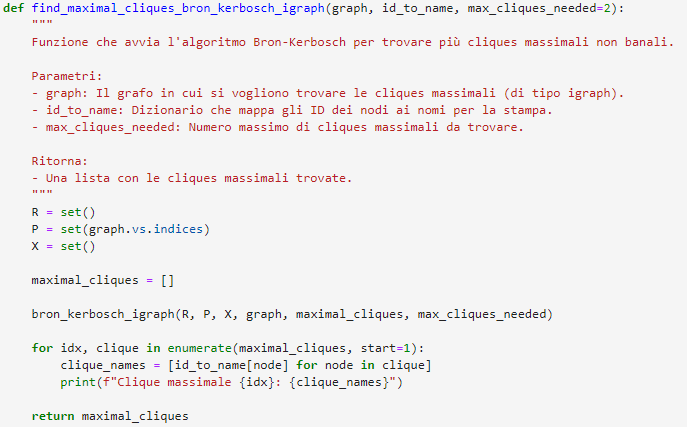 def find_maximal_cliques_bron_kerbosch_igraph(graph, id_to_name, max_cliques_needed=2):
    """
    Funzione che avvia l'algoritmo Bron-Kerbosch per trovare più cliques massimali non banali.

    Parametri:
    - graph: Il grafo in cui si vogliono trovare le cliques massimali (di tipo igraph).
    - id_to_name: Dizionario che mappa gli ID dei nodi ai nomi per la stampa.
    - max_cliques_needed: Numero massimo di cliques massimali da trovare.

    Ritorna:
    - Una lista con le cliques massimali trovate.
    """
    R = set()
    P = set(graph.vs.indices)
    X = set()

    maximal_cliques = []

    bron_kerbosch_igraph(R, P, X, graph, maximal_cliques, max_cliques_needed)

    for idx, clique in enumerate(maximal_cliques, start=1):
        clique_names = [id_to_name[node] for node in clique]
        print(f"Clique massimale {idx}: {clique_names}")

    return maximal_cliques